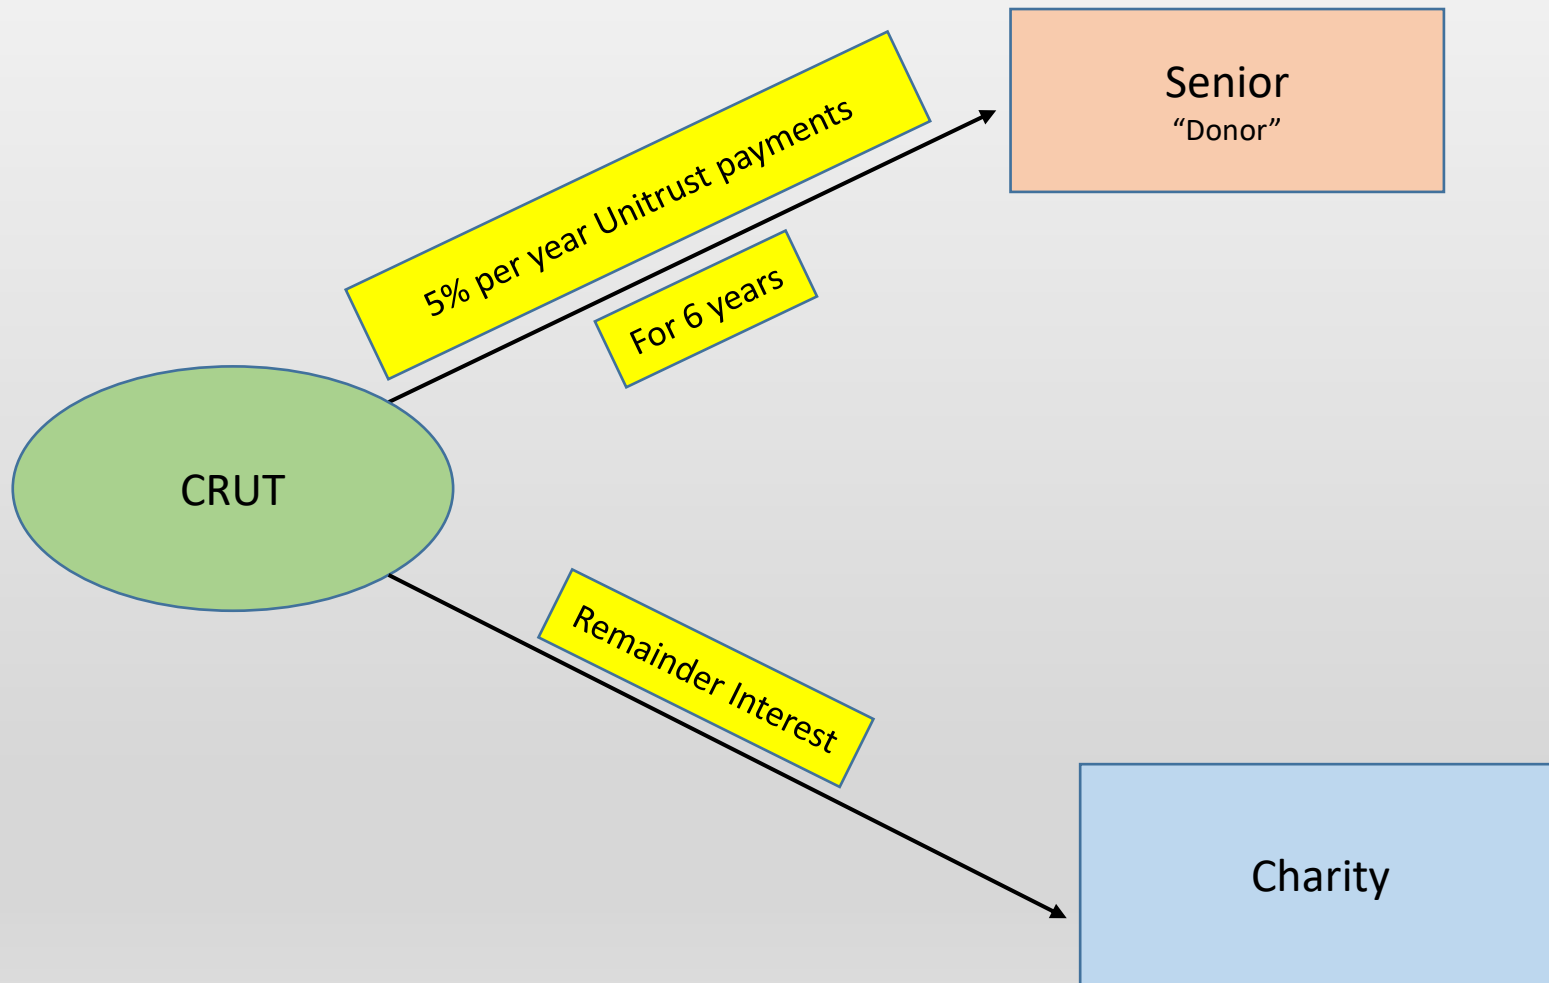 Senior
“Donor”
5% per year Unitrust payments
For 6 years
CRUT
Remainder Interest
Charity